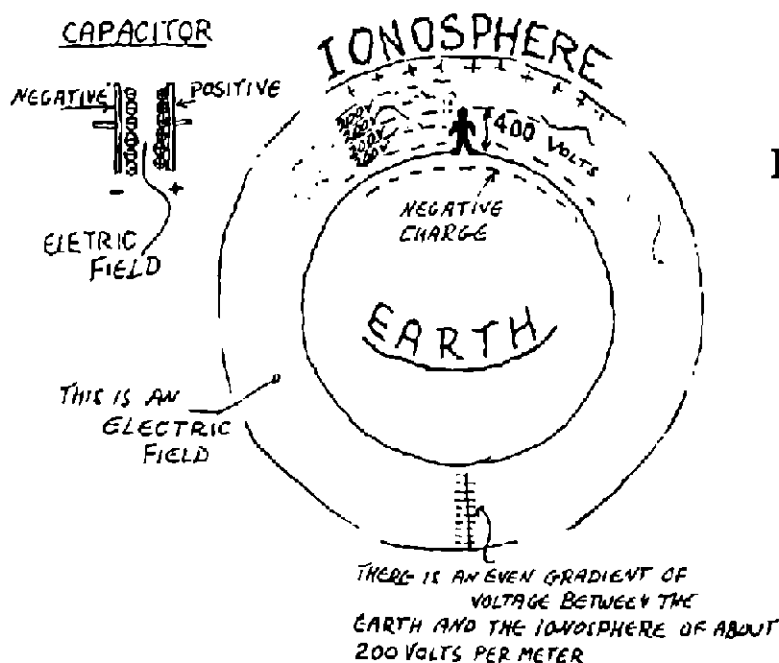 CAPACITOR
NEGATIVE
POSITIVE
-
+
ELETRIC
FIELD
IONOSPHERE
+ + + + + + + + +
200V
400 VOLTS
NEGATIVE
CHARGE
EARTH
THIS IS AN
ELECTRIC
FIELD
THERE IS AN EVEN GRADIENT OF
VOLTAGE BETWEEN THE
EARTH AND THE IONOSPHERE OF ABOUT
200 VOLTS PER METER